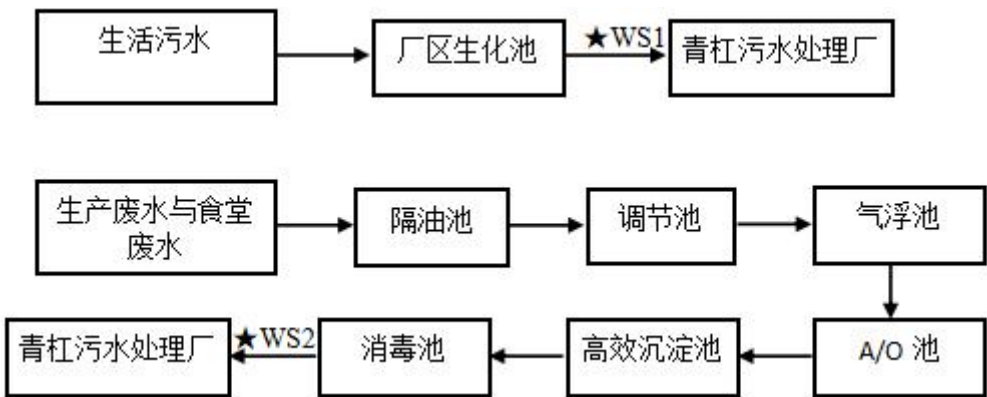 生活污水
厂区生化池
★WS1
青杠污水处理厂
生产废水与食堂
废水
隔油池
调节池
气浮池
青杠污水处理厂
★WS2
消毒池
高效沉淀池
A/O 池